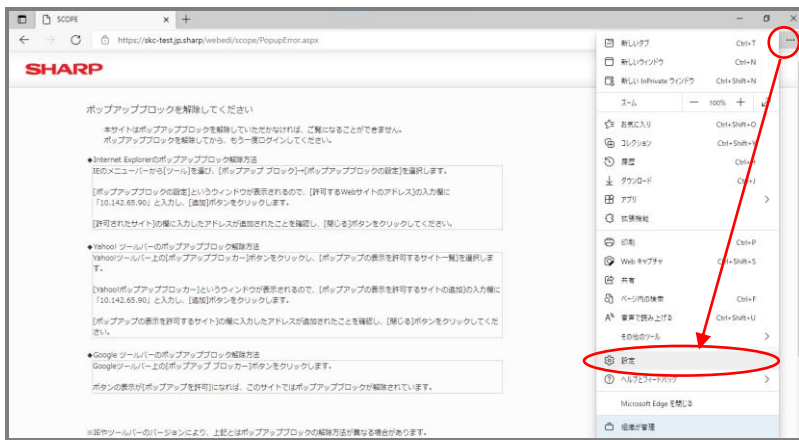 SCOPE
https://skc-test.jp.sharp/webedi/scope/PopupError.aspx
SHARP
ポップアップブロックを解除してください
本サイトはポップアップブロックを解除していただかなければ、ご覧になることができません。
ポップアップブロックを解除してから、もう一度ログインしてください。
◆Internet Explorerのポップアップブロック解除方法
IEのメニューバーから[ツール]を選び、[ポップアップ ブロック]→[ポップアップブロックの設定]を選択します。
[ポップアップブロックの設定]というウィンドウが表示されるので、[許可するWebサイトのアドレス]の入力欄に
「10.142.65.90」と入力し、[追加]ボタンをクリックします。
[許可されたサイト]の欄に入力したアドレスが追加されたことを確認し、[閉じる]ボタンをクリックしてください。
◆Yahoo! ツールバーのポップアップブロック解除方法
Yahoo!ツールバー上の[ポップアップブロッカー]ボタンをクリックし、[ポップアップの表示を許可するサイト一覧]を選択しま
す。
[Yahoo!ポップアップブロッカー]というウィンドウが表示されるので、[ポップアップの表示を許可するサイトの追加]の入力欄に
「10.142.65.90」と入力し、[追加]ボタンをクリックします。
[ポップアップの表示を許可するサイト]の欄に入力したアドレスが追加されたことを確認し、[閉じる]ボタンをクリックしてくだ
さい。
◆Google ツールバーのポップアップブロック解除方法
Googleツールバー上の[ポップアップ ブロッカー]ボタンをクリックします。
ボタンの表示が[ポップアップを許可]になれば、このサイトではポップアップブロックが解除されています。
※IEやツールバーのバージョンにより、上記とはポップアップブロックの解除方法が異なる場合があります。
新しいタブ Ctrl+T
新しいウィンドウ Ctrl+N
新しい InPrivate ウィンドウ Ctrl+Shift+N
ズーム — 100% +
お気に入り Ctrl+Shift+O
コレクション Ctrl+Shift+Y
履歴 Ctrl+H
ダウンロード Ctrl+J
アプリ
拡張機能
印刷 Ctrl+P
Web キャプチャ Ctrl+Shift+S
共有
ページ内の検索 Ctrl+F
音声で読み上げる Ctrl+Shift+U
その他のツール
設定
ヘルプとフィードバック
Microsoft Edge を閉じる
組織が管理